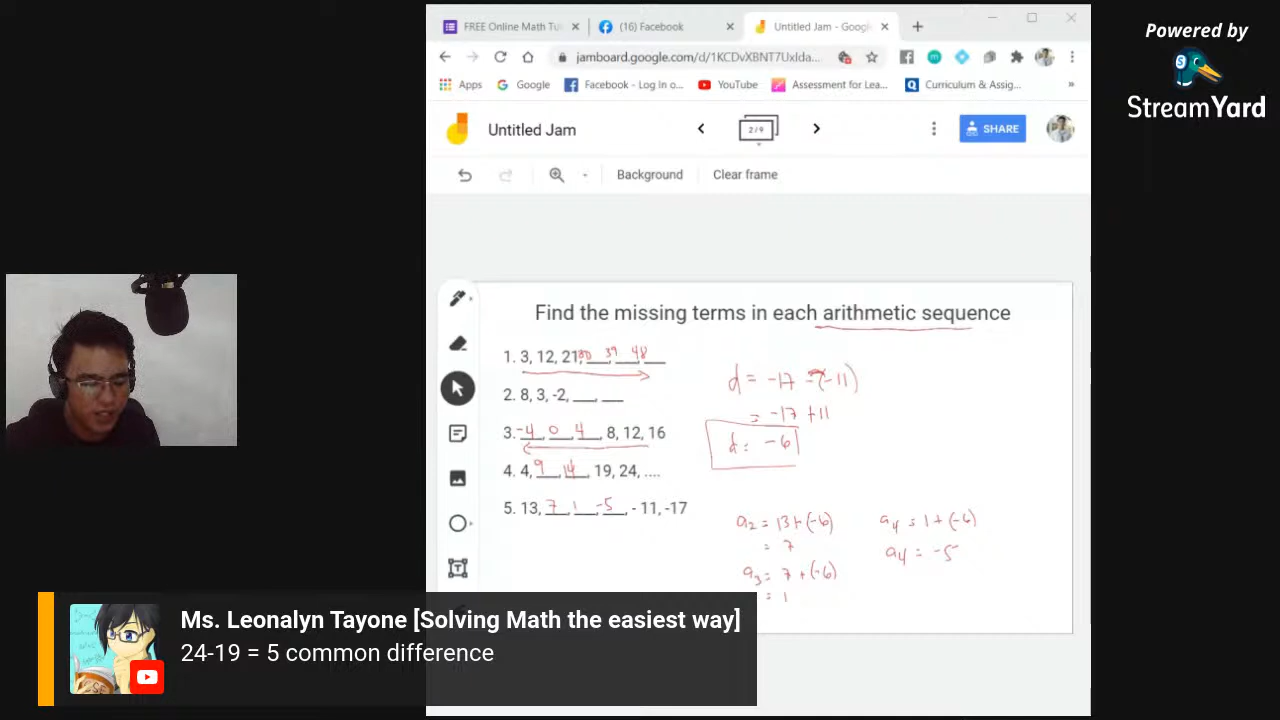 FREE Online Math Tu
(16) Facebook
Untitled Jam - Goog
jamboard.google.com/d/1KCDvXBNT7Uxlda...
Apps
Google
Facebook - Log In o...
YouTube
Assessment for Lea...
Curriculum & Assig...
»
Powered by
StreamYard
Untitled Jam
2/9
SHARE
Background
Clear frame
Find the missing terms in each arithmetic sequence
1. 3, 12, 21, 30, 39, 48
2. 8, 3, -2, ___, ___
3. -4, 0, 4, 8, 12, 16
4. 4, 9, 14, 19, 24, ....
5. 13, 7, 1, -5, - 11, -17
d = -17 - (-11)
= -17 + 11
d = -6
a2 = 13 + (-6)
= 7
a3 = 7 + (-6)
= 1
a4 = 1 + (-6)
a4 = -5
Ms. Leonalyn Tayone [Solving Math the easiest way]
24-19 = 5 common difference